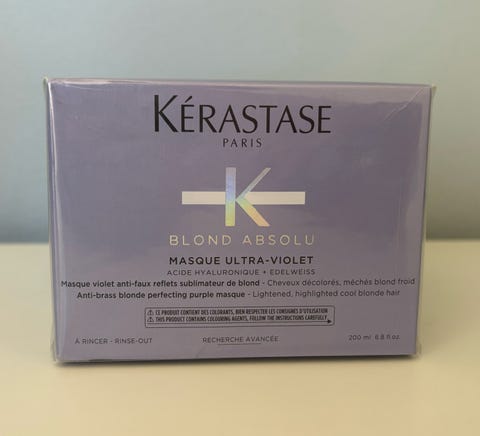 KÉRASTASE
PARIS
K
BLOND ABSOLU
MASQUE ULTRA-VIOLET
ACIDE HYALURONIQUE + EDELWEISS
Masque violet anti-faux reflets sublimateur de blond - Cheveux décolorés, méchés blond froid
Anti-brass blonde perfecting purple masque - Lightened, highlighted cool blonde hair
⚠ CE PRODUIT CONTIENT DES COLORANTS, BIEN RESPECTER LES CONSIGNES D'UTILISATION
⚠ THIS PRODUCT CONTAINS COLOURING AGENTS, FOLLOW THE INSTRUCTIONS CAREFULLY
À RINCER - RINSE-OUT RECHERCHE AVANCÉE 200 ml 6.8 fl.oz.